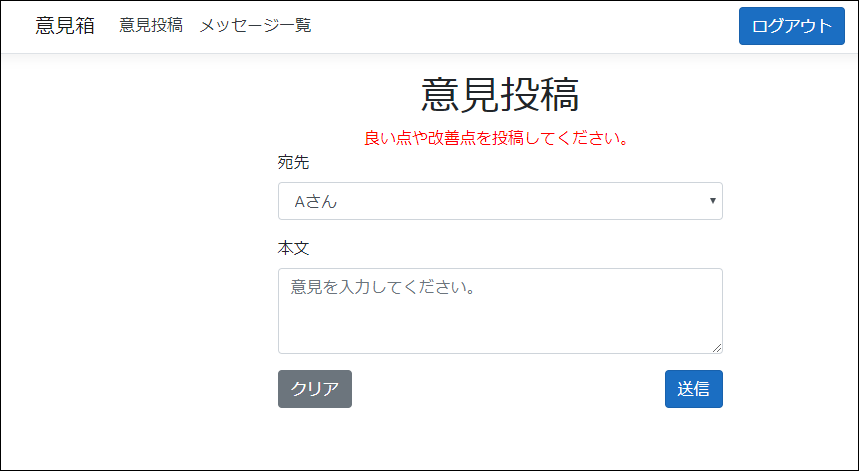 意見箱 意見投稿 メッセージ一覧 ログアウト
意見投稿
良い点や改善点を投稿してください。
宛先
Aさん
本文
意見を入力してください。
クリア 送信